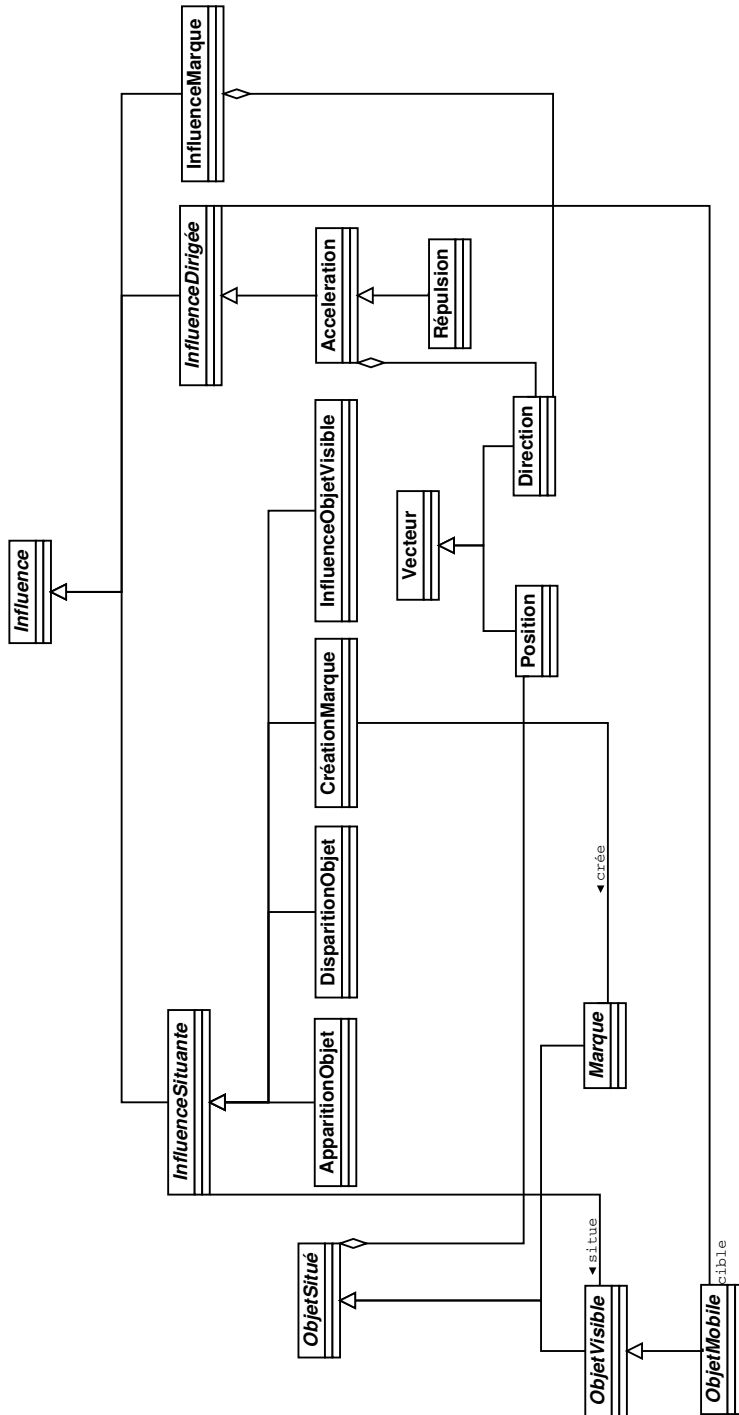 Influence
InfluenceSituante
InfluenceDirigée
InfluenceMarque
ApparitionObjet
DisparitionObjet
CréationMarque
InfluenceObjetVisible
Acceleration
Répulsion
Vecteur
Position
Direction
ObjetSitué
ObjetVisible
Marque
ObjetMobile
◄situe
◄crée
cible